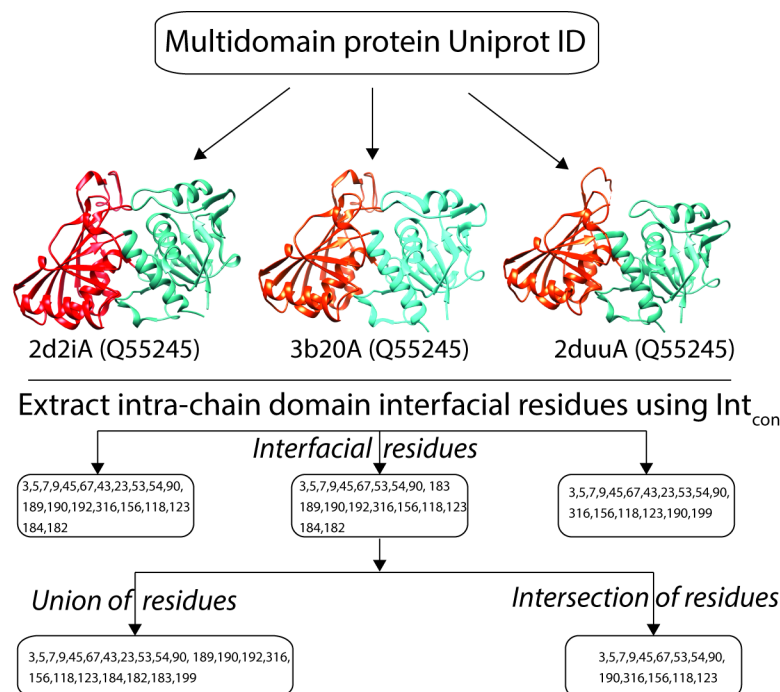 Multidomain protein Uniprot ID
2d2iA (Q55245)
3b20A (Q55245)
2duuA (Q55245)
Extract intra-chain domain interfacial residues using Intcon
Interfacial residues
3,5,7,9,45,67,43,23,53,54,90,
189,190,192,316,156,118,123
184,182
3,5,7,9,45,67,53,54,90, 183
189,190,192,316,156,118,123
184,182
3,5,7,9,45,67,43,23,53,54,90,
316,156,118,123,190,199
Union of residues
Intersection of residues
3,5,7,9,45,67,43,23,53,54,90, 189,190,192,316,
156,118,123,184,182,183,199
3,5,7,9,45,67,53,54,90,
190,316,156,118,123